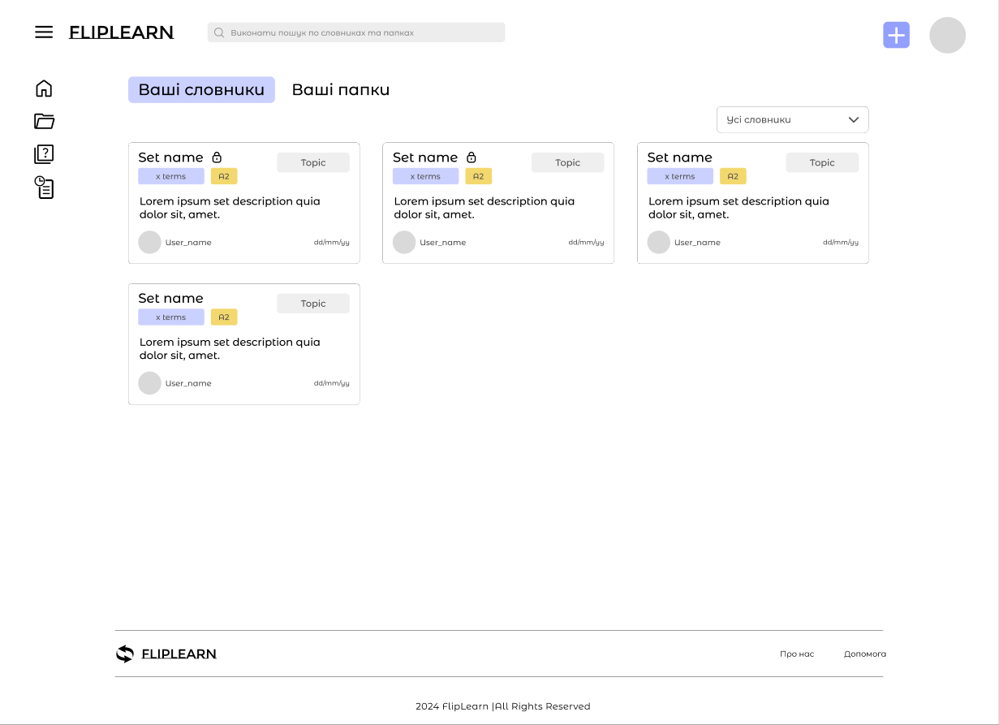 FLIPLEARN
Виконати пошук по словниках та папках
Ваші словники
Ваші папки
Усі словники
Set name
Topic
x terms
A2
Lorem ipsum set description quia
dolor sit, amet.
User_name
dd/mm/yy
Set name
Topic
x terms
A2
Lorem ipsum set description quia
dolor sit, amet.
User_name
dd/mm/yy
Set name
Topic
x terms
A2
Lorem ipsum set description quia
dolor sit, amet.
User_name
dd/mm/yy
Set name
Topic
x terms
A2
Lorem ipsum set description quia
dolor sit, amet.
User_name
dd/mm/yy
FLIPLEARN
Про нас
Допомога
2024 FlipLearn |All Rights Reserved